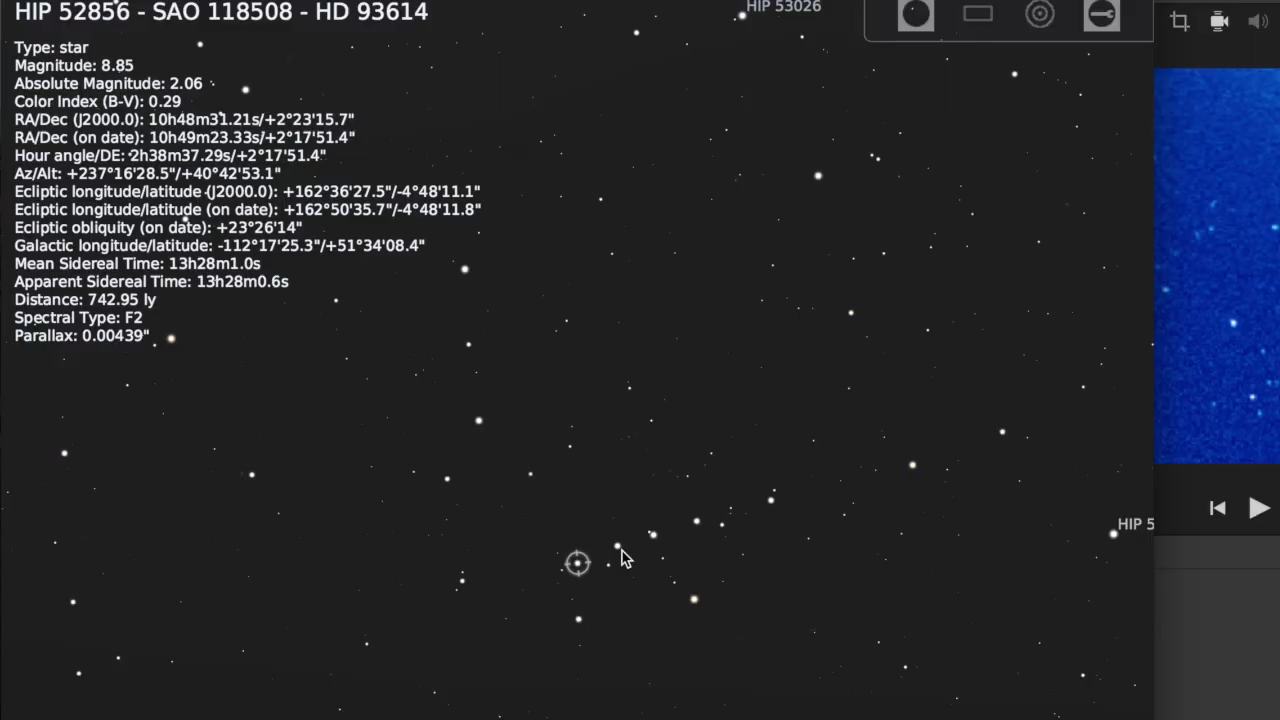 HIP 52856 - SAO 118508 - HD 93614
HIP 53026
Type: star
Magnitude: 8.85
Absolute Magnitude: 2.06
Color Index (B-V): 0.29
RA/Dec (J2000.0): 10h48m31.21s/+2°23'15.7"
RA/Dec (on date): 10h49m23.33s/+2°17'51.4"
Hour angle/DE: 2h38m37.29s/+2°17'51.4"
Az/Alt: +237°16'28.5"/+40°42'53.1"
Ecliptic longitude/latitude (J2000.0): +162°36'27.5"/-4°48'11.1"
Ecliptic longitude/latitude (on date): +162°50'35.7"/-4°48'11.8"
Ecliptic obliquity (on date): +23°26'14"
Galactic longitude/latitude: -112°17'25.3"/+51°34'08.4"
Mean Sidereal Time: 13h28m1.0s
Apparent Sidereal Time: 13h28m0.6s
Distance: 742.95 ly
Spectral Type: F2
Parallax: 0.00439"
HIP 5